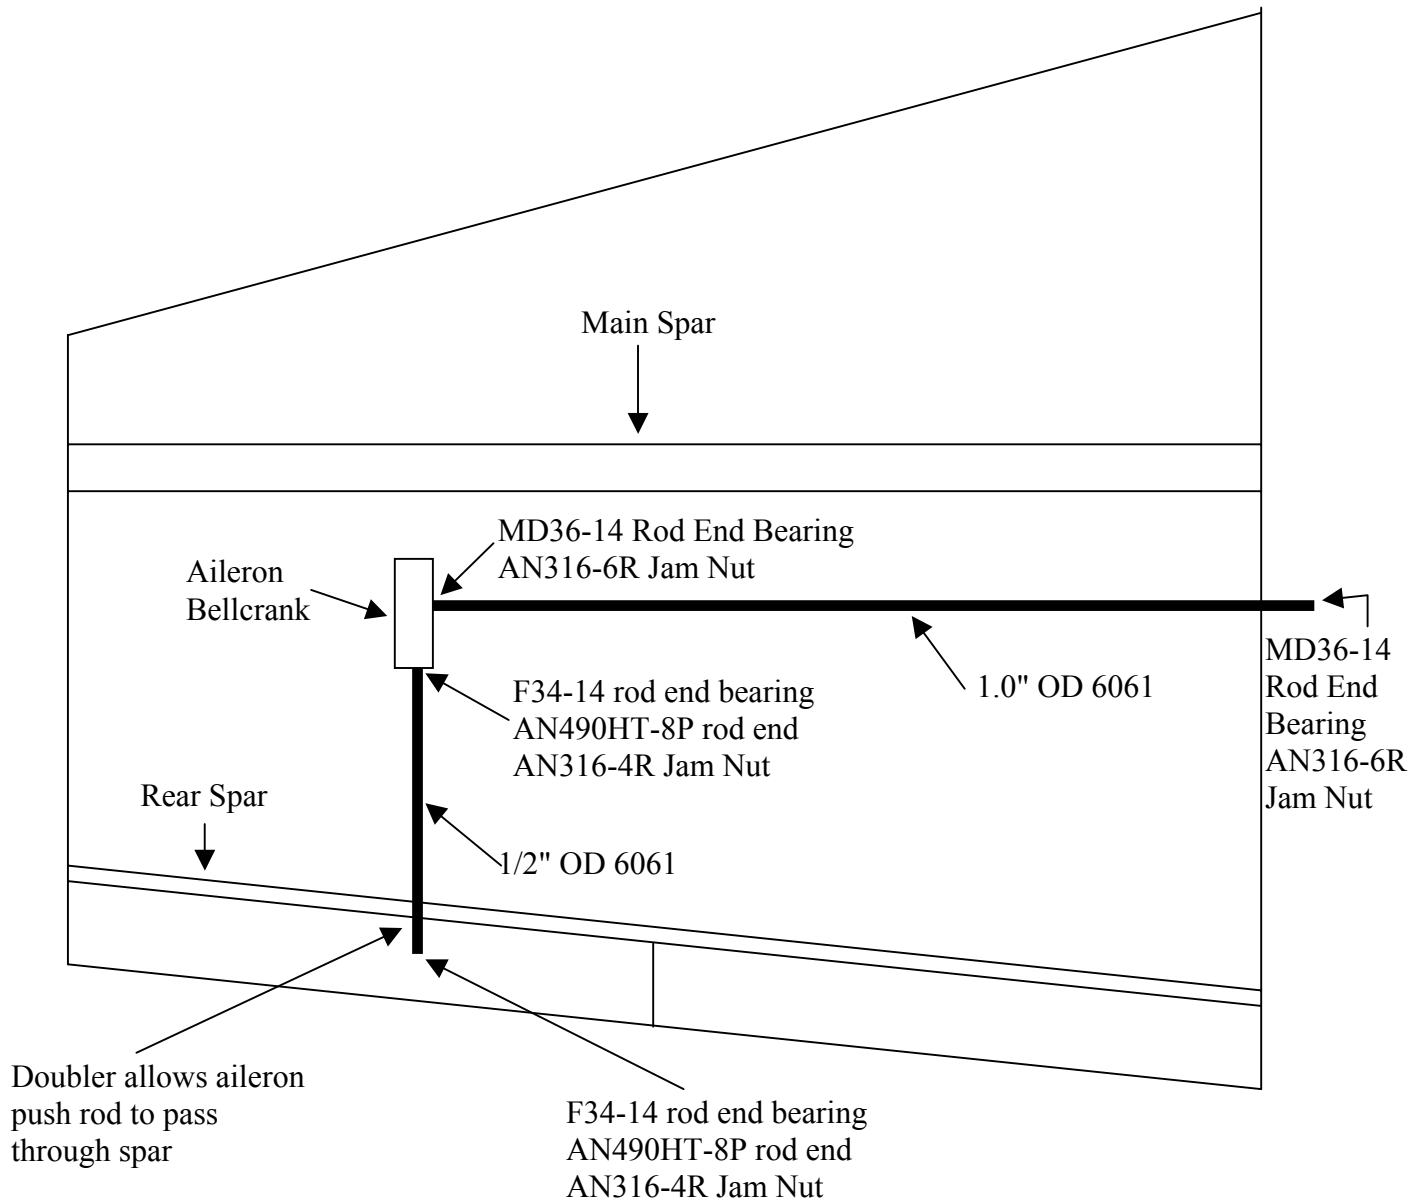 Main Spar
MD36-14 Rod End Bearing
AN316-6R Jam Nut
Aileron
Bellcrank
MD36-14
Rod End
Bearing
AN316-6R
Jam Nut
1.0" OD 6061
F34-14 rod end bearing
AN490HT-8P rod end
AN316-4R Jam Nut
Rear Spar
1/2" OD 6061
Doubler allows aileron
push rod to pass
through spar
F34-14 rod end bearing
AN490HT-8P rod end
AN316-4R Jam Nut